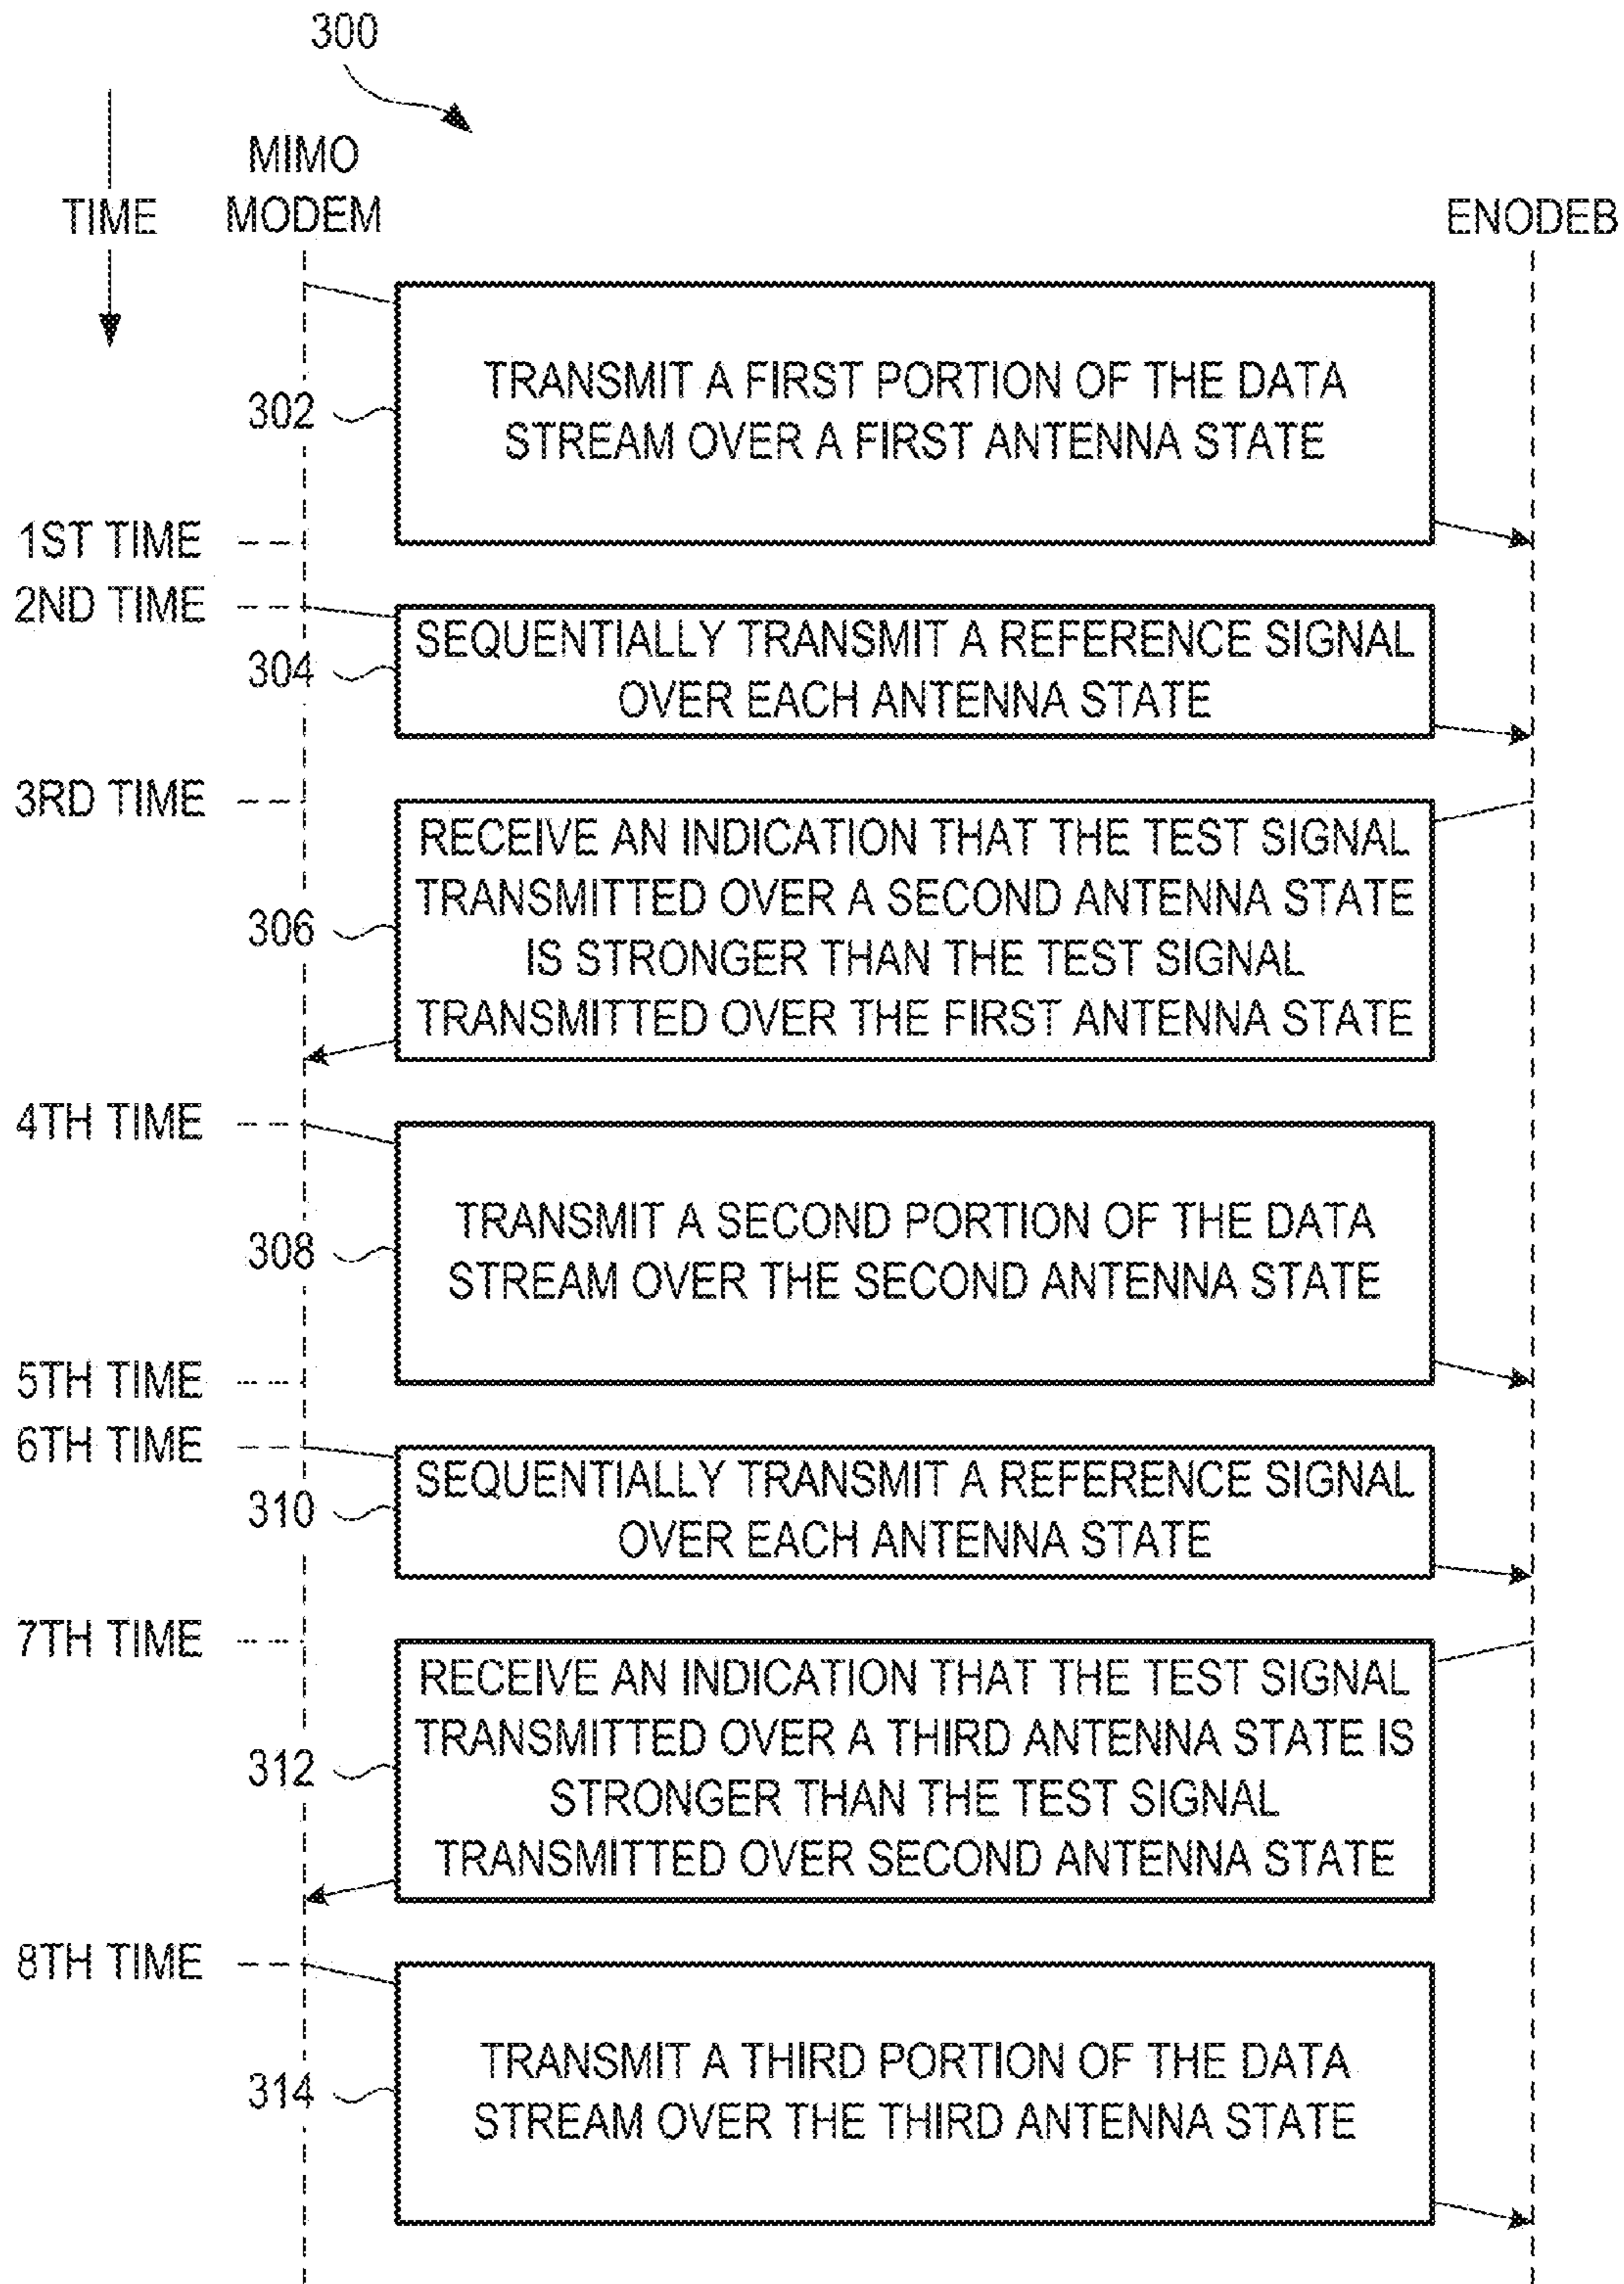 300
MIMO
MODEM
TIME
ENODEB
302
TRANSMIT A FIRST PORTION OF THE DATA
STREAM OVER A FIRST ANTENNA STATE
1ST TIME
2ND TIME
304
SEQUENTIALLY TRANSMIT A REFERENCE SIGNAL
OVER EACH ANTENNA STATE
3RD TIME
306
RECEIVE AN INDICATION THAT THE TEST SIGNAL
TRANSMITTED OVER A SECOND ANTENNA STATE
IS STRONGER THAN THE TEST SIGNAL
TRANSMITTED OVER THE FIRST ANTENNA STATE
4TH TIME
308
TRANSMIT A SECOND PORTION OF THE DATA
STREAM OVER THE SECOND ANTENNA STATE
5TH TIME
6TH TIME
310
SEQUENTIALLY TRANSMIT A REFERENCE SIGNAL
OVER EACH ANTENNA STATE
7TH TIME
312
RECEIVE AN INDICATION THAT THE TEST SIGNAL
TRANSMITTED OVER A THIRD ANTENNA STATE IS
STRONGER THAN THE TEST SIGNAL
TRANSMITTED OVER SECOND ANTENNA STATE
8TH TIME
314
TRANSMIT A THIRD PORTION OF THE DATA
STREAM OVER THE THIRD ANTENNA STATE